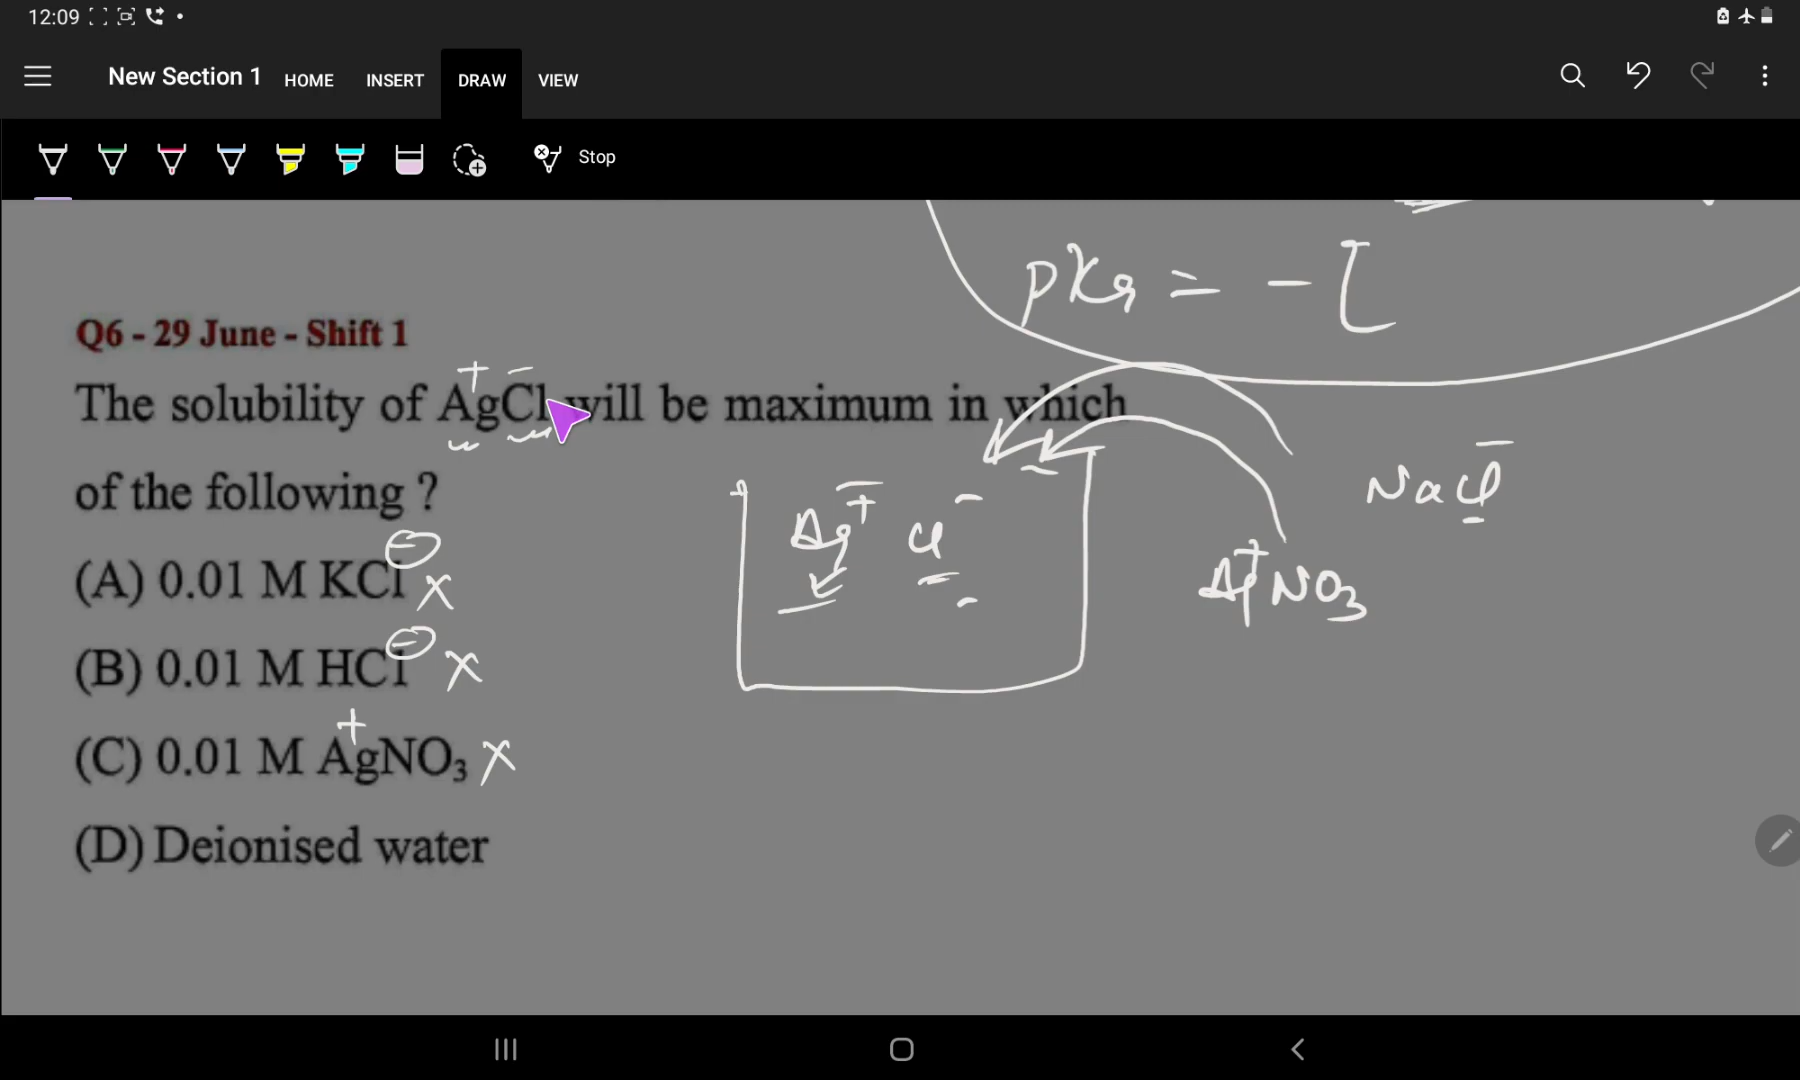 12:09
New Section 1 HOME INSERT DRAW VIEW
Stop
pKa = - [
Q6 - 29 June - Shift 1
+ -
The solubility of AgCl will be maximum in which
of the following ?
Ag+ Cl-
NaCl-
(A) 0.01 M KCl- x
Ag+NO3
(B) 0.01 M HCl- x
+
(C) 0.01 M AgNO₃ x
(D) Deionised water